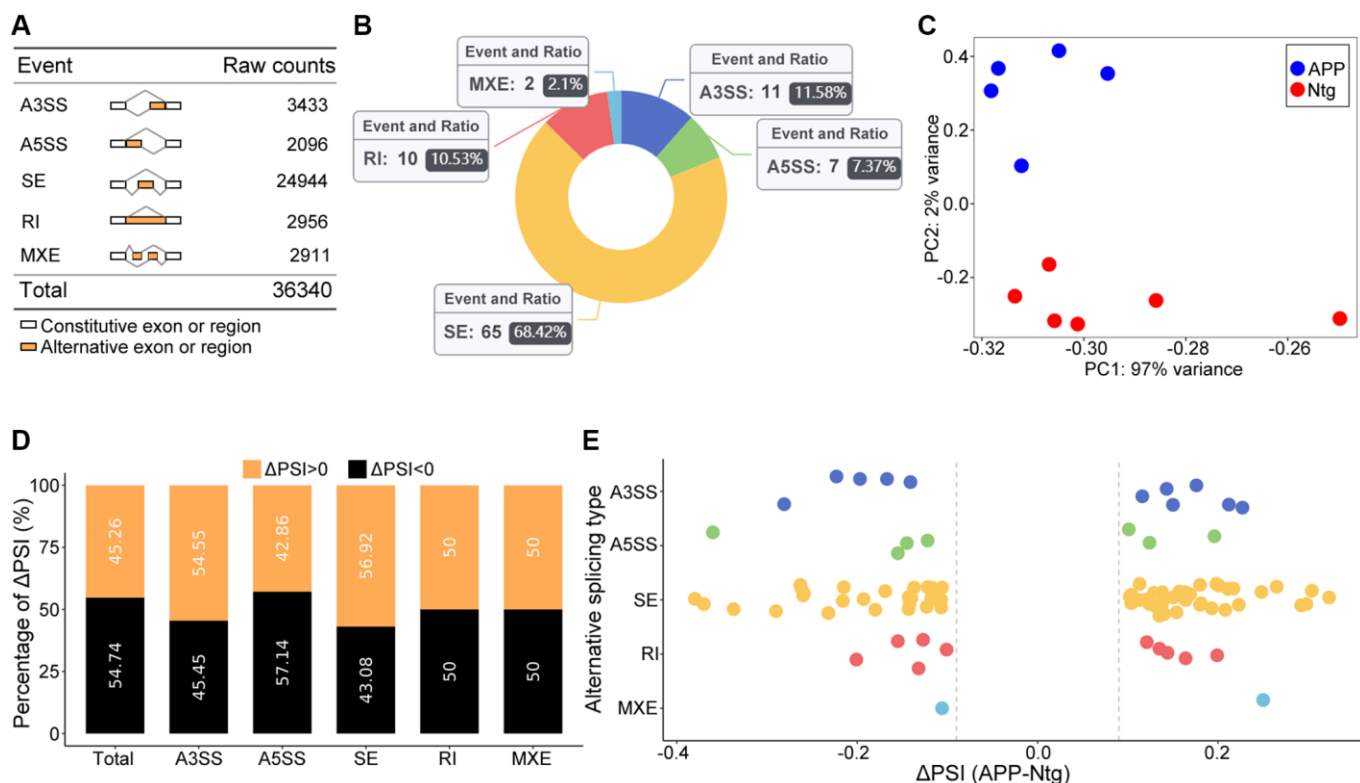 A
Event Raw counts
A3SS 3433
A5SS 2096
SE 24944
RI 2956
MXE 2911
Total 36340
Constitutive exon or region
Alternative exon or region
B
Event and Ratio
MXE: 2 2.1%
Event and Ratio
A3SS: 11 11.58%
Event and Ratio
RI: 10 10.53%
Event and Ratio
A5SS: 7 7.37%
Event and Ratio
SE: 65 68.42%
C
APP
Ntg
PC2: 2% variance
0.4
0.2
0.0
-0.2
-0.32 -0.30 -0.28 -0.26
PC1: 97% variance
D
ΔPSI>0 ΔPSI<0
Percentage of ΔPSI (%)
100
75
50
25
0
45.26 54.55 42.86 56.92 50 50
54.74 45.45 57.14 43.08 50 50
Total A3SS A5SS SE RI MXE
E
Alternative splicing type
A3SS
A5SS
SE
RI
MXE
-0.4 -0.2 0.0 0.2
ΔPSI (APP-Ntg)